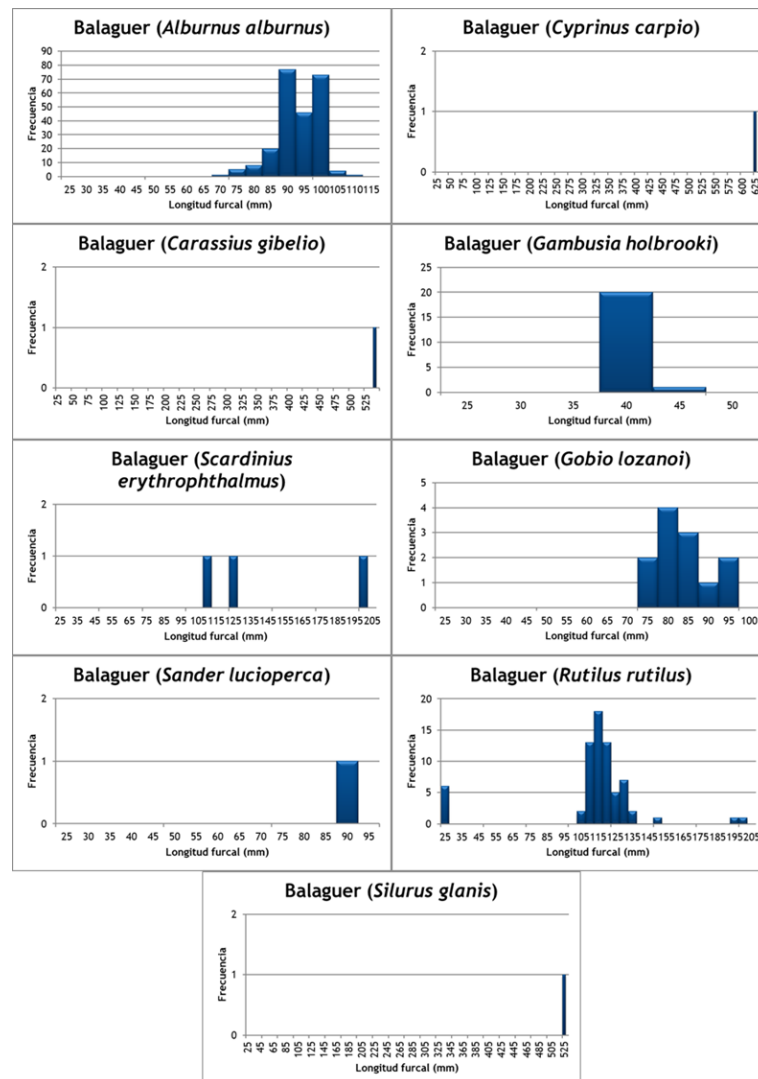 Balaguer (Alburnus alburnus)
Frecuencia
90
80
70
60
50
40
30
20
10
0
25 30 35 40 45 50 55 60 65 70 75 80 85 90 95 100 105 110 115
Longitud furcal (mm)
Balaguer (Cyprinus carpio)
Frecuencia
2
1
0
25 50 75 100 125 150 175 200 225 250 275 300 325 350 375 400 425 450 475 500 525 550 575 600 625
Longitud furcal (mm)
Balaguer (Carassius gibelio)
Frecuencia
2
1
0
25 50 75 100 125 150 175 200 225 250 275 300 325 350 375 400 425 450 475 500 525
Longitud furcal (mm)
Balaguer (Gambusia holbrooki)
Frecuencia
25
20
15
10
5
0
25 30 35 40 45 50
Longitud furcal (mm)
Balaguer (Scardinius
erythrophthalmus)
Frecuencia
2
1
0
25 35 45 55 65 75 85 95 105 115 125 135 145 155 165 175 185 195 205
Longitud furcal (mm)
Balaguer (Gobio lozanoi)
Frecuencia
5
4
3
2
1
0
25 30 35 40 45 50 55 60 65 70 75 80 85 90 95 100
Longitud furcal (mm)
Balaguer (Sander lucioperca)
Frecuencia
2
1
0
25 30 35 40 45 50 55 60 65 70 75 80 85 90 95
Longitud furcal (mm)
Balaguer (Rutilus rutilus)
Frecuencia
20
15
10
5
0
25 35 45 55 65 75 85 95 105 115 125 135 145 155 165 175 185 195 205
Longitud furcal (mm)
Balaguer (Silurus glanis)
Frecuencia
2
1
0
25 45 65 85 105 125 145 165 185 205 225 245 265 285 305 325 345 365 385 405 425 445 465 485 505 525
Longitud furcal (mm)